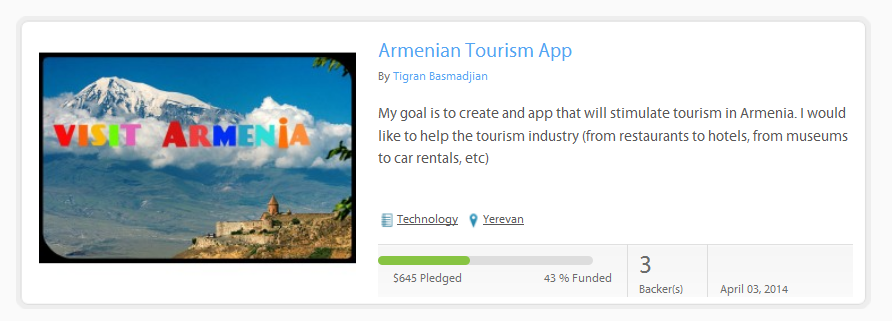 VISIT ARMENIA
Armenian Tourism App
By Tigran Basmadjian
My goal is to create and app that will stimulate tourism in Armenia. I would
like to help the tourism industry (from restaurants to hotels, from museums
to car rentals, etc)
Technology Yerevan
$645 Pledged 43 % Funded
3
Backer(s)
April 03, 2014